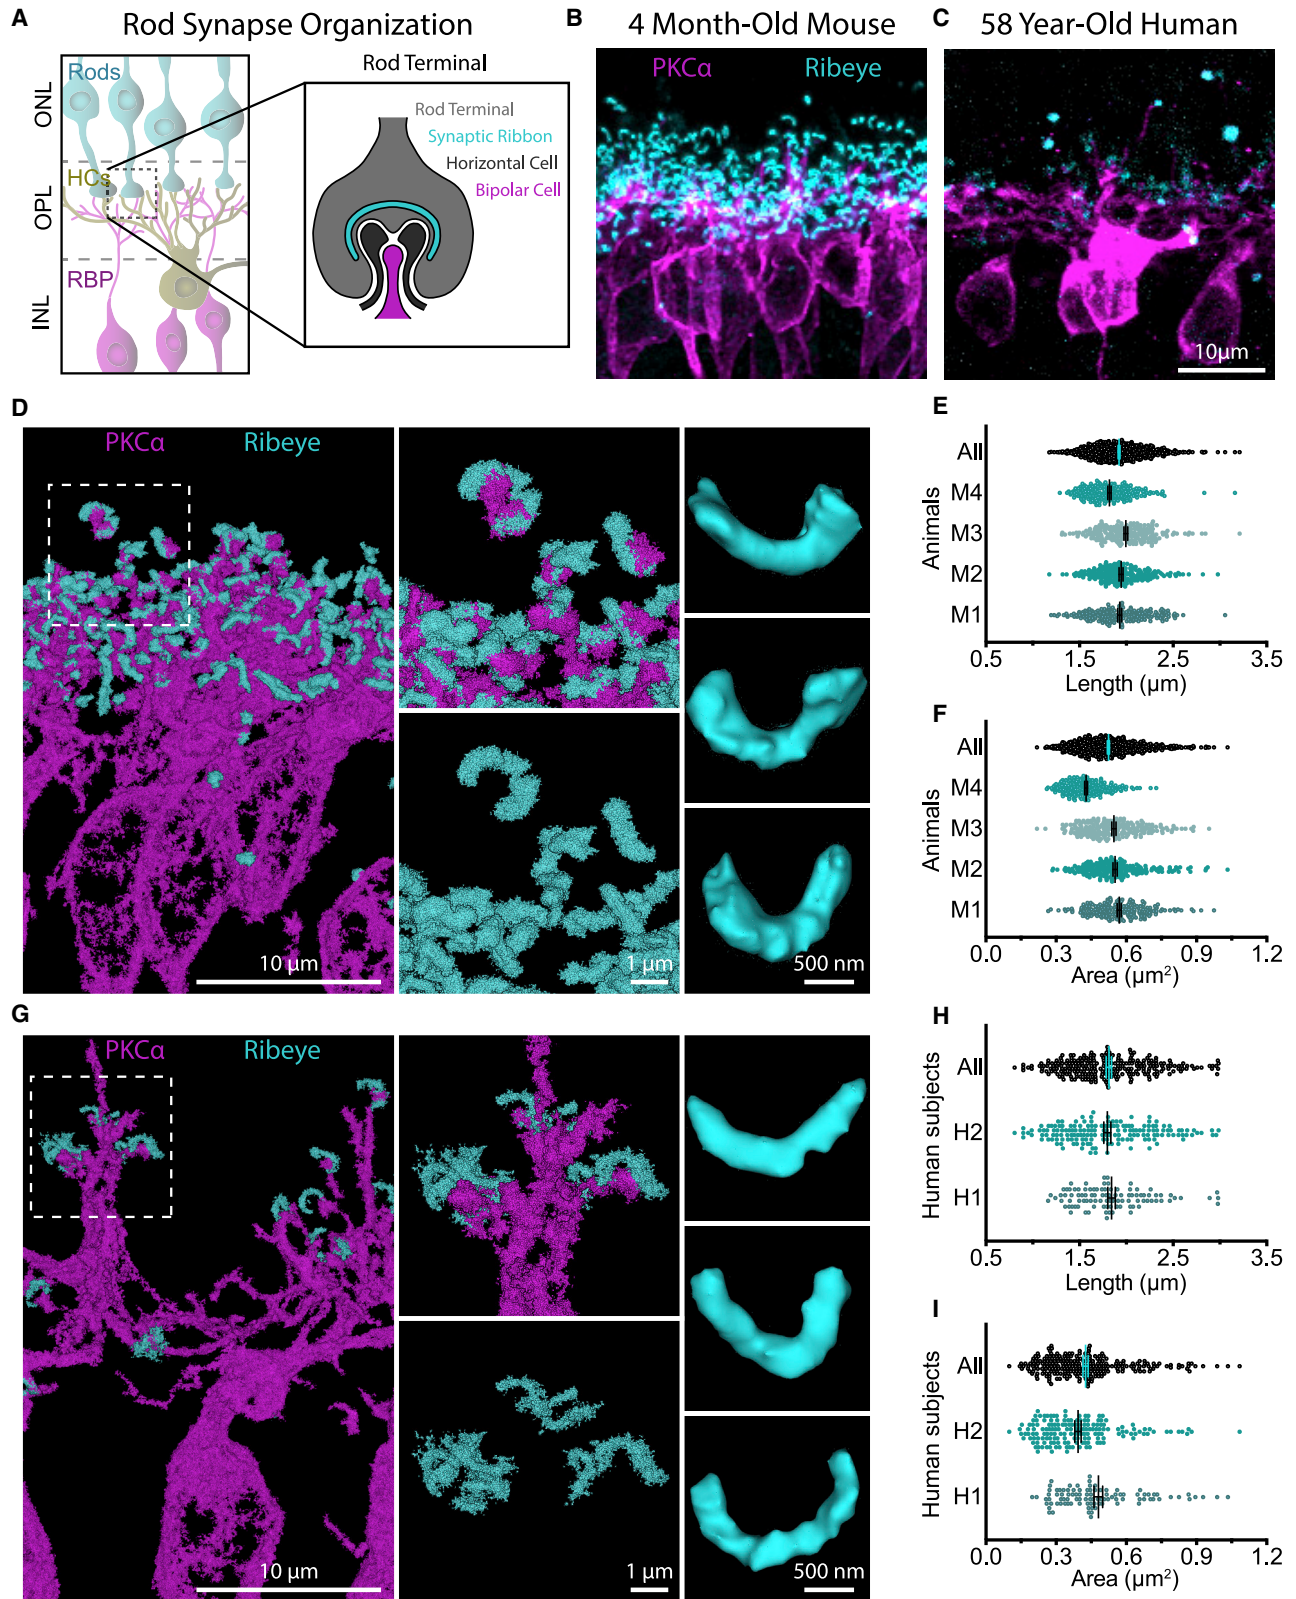 A
Rod Synapse Organization
Rods
ONL
HCs
OPL
RBP
INL
Rod Terminal
Rod Terminal
Synaptic Ribbon
Horizontal Cell
Bipolar Cell
B
4 Month-Old Mouse
PKCα
Ribeye
C
58 Year-Old Human
10μm
D
PKCα
Ribeye
10 μm
1 μm
500 nm
E
Animals
All
M4
M3
M2
M1
0.5 1.5 2.5 3.5
Length (μm)
F
Animals
All
M4
M3
M2
M1
0.0 0.3 0.6 0.9 1.2
Area (μm²)
G
PKCα
Ribeye
10 μm
1 μm
500 nm
H
Human subjects
All
H2
H1
0.5 1.5 2.5 3.5
Length (μm)
I
Human subjects
All
H2
H1
0.0 0.3 0.6 0.9 1.2
Area (μm²)